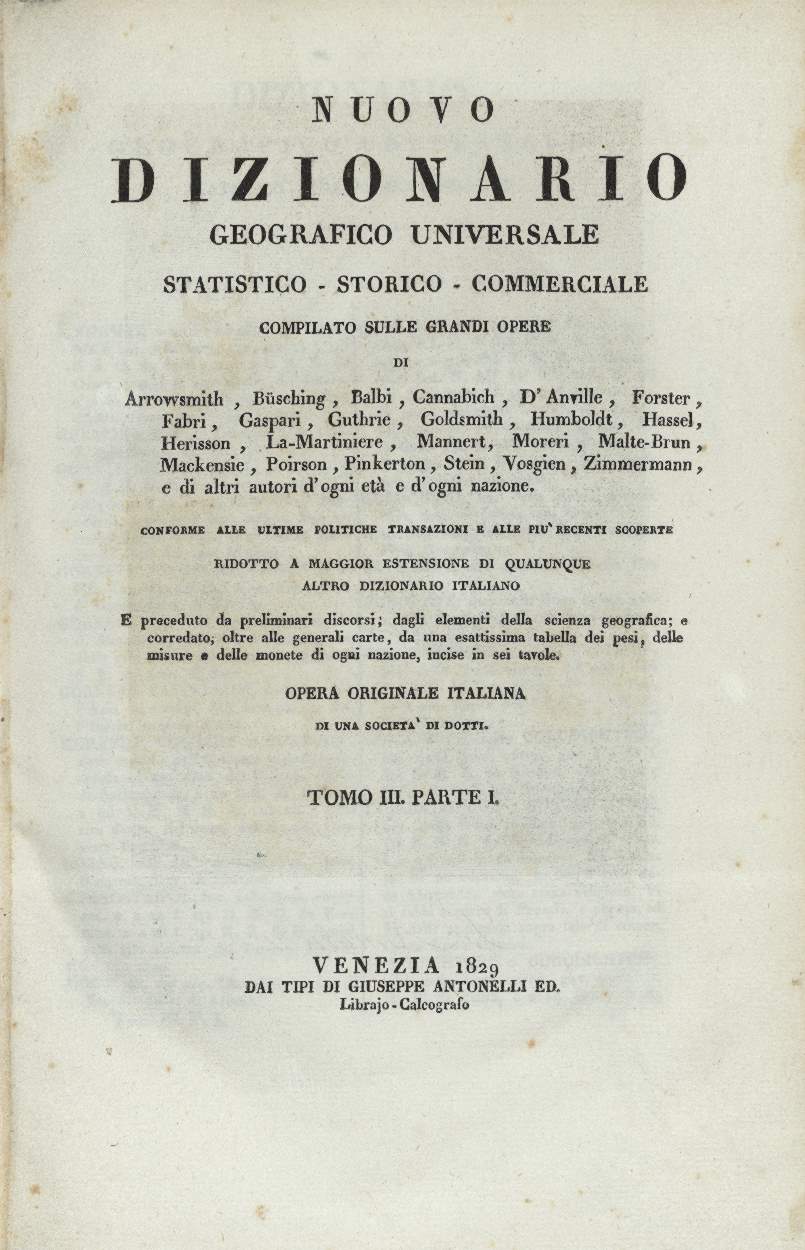 NUOVO
DIZIONARIO
GEOGRAFICO UNIVERSALE
STATISTICO - STORICO - COMMERCIALE
COMPILATO SULLE GRANDI OPERE
DI
Arrowsmith , Büsching , Balbi , Cannabich , D' Anville , Forster ,
Fabri , Gaspari , Guthrie , Goldsmith , Humboldt , Hassel,
Herisson , La-Martiniere , Mannert, Moreri , Malte-Brun ,
Mackensie , Poirson , Pinkerton , Stein , Vosgien , Zimmermann ,
e di altri autori d'ogni età e d'ogni nazione.
CONFORME ALLE ULTIME POLITICHE TRANSAZIONI E ALLE PIU' RECENTI SCOPERTE
RIDOTTO A MAGGIOR ESTENSIONE DI QUALUNQUE
ALTRO DIZIONARIO ITALIANO
E preceduto da preliminari discorsi; dagli elementi della scienza geografica; e
corredato, oltre alle generali carte, da una esattissima tabella dei pesi, delle
misure e delle monete di ogni nazione, incise in sei tavole.
OPERA ORIGINALE ITALIANA
DI UNA SOCIETA' DI DOTTI.
TOMO III. PARTE I.
VENEZIA 1829
DAI TIPI DI GIUSEPPE ANTONELLI ED.
Librajo-Calcografo